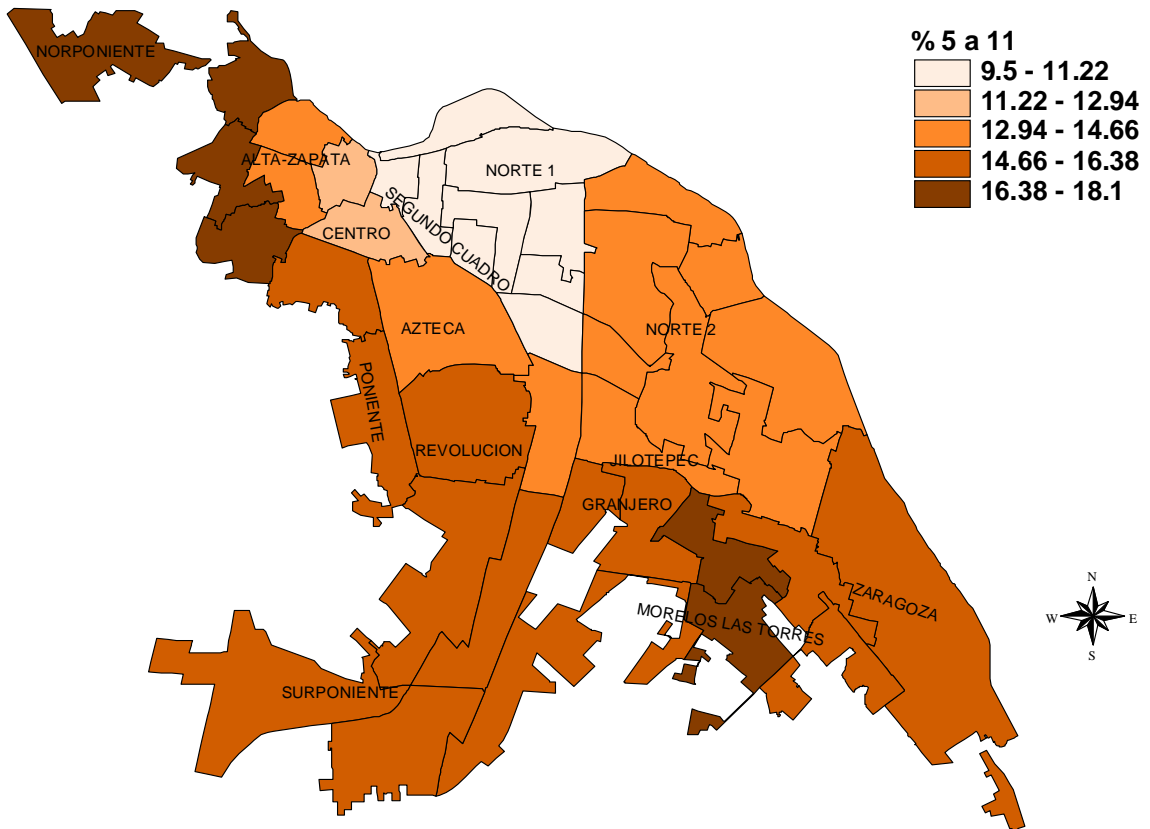 % 5 a 11
9.5 - 11.22
11.22 - 12.94
12.94 - 14.66
14.66 - 16.38
16.38 - 18.1
NORPONIENTE
ALTA-ZAPATA
NORTE 1
SEGUNDO CUADRO
CENTRO
AZTECA
NORTE 2
PONIENTE
REVOLUCION
JILOTEPEC
GRANJERO
ZARAGOZA
MORELOS LAS TORRES
SURPONIENTE
N
W E
S